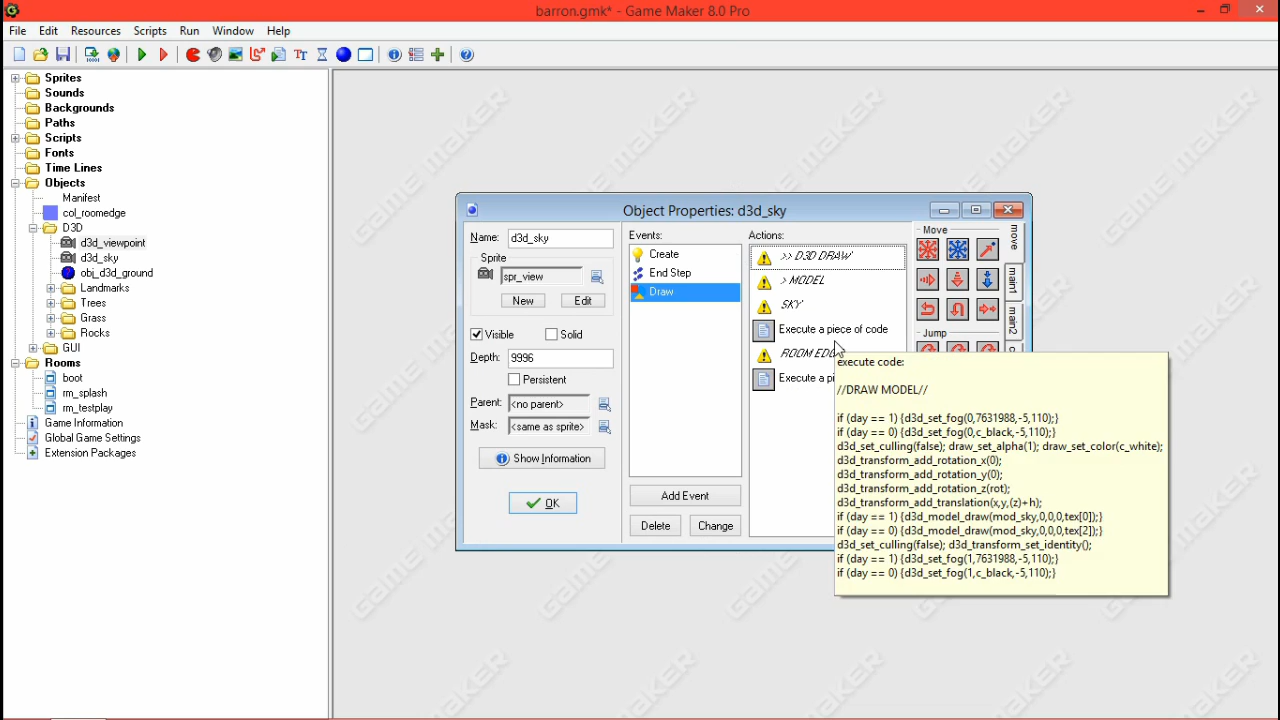 barron.gmk* - Game Maker 8.0 Pro
File Edit Resources Scripts Run Window Help
Sprites
Sounds
Backgrounds
Paths
Scripts
Fonts
Time Lines
Objects
Manifest
col_roomedge
D3D
d3d_viewpoint
d3d_sky
obj_d3d_ground
Landmarks
Trees
Grass
Rocks
GUI
Rooms
boot
rm_splash
rm_testplay
Game Information
Global Game Settings
Extension Packages
Object Properties: d3d_sky
Name: d3d_sky
Sprite
spr_view
New Edit
Visible Solid
Depth: 9996
Persistent
Parent: <no parent>
Mask: <same as sprite>
Show Information
OK
Events:
Create
End Step
Draw
Add Event
Delete Change
Actions:
>> D3D DRAW
> MODEL
SKY
Execute a piece of code
ROOM
Execute a
Move
Jump
move
main1
main2
execute code:
//DRAW MODEL//
if (day == 1) {d3d_set_fog(0,7631988,-5,110);}
if (day == 0) {d3d_set_fog(0,c_black,-5,110);}
d3d_set_culling(false); draw_set_alpha(1); draw_set_color(c_white);
d3d_transform_add_rotation_x(0);
d3d_transform_add_rotation_y(0);
d3d_transform_add_rotation_z(rot);
d3d_transform_add_translation(x,y,(z)+h);
if (day == 1) {d3d_model_draw(mod_sky,0,0,0,tex[0]);}
if (day == 0) {d3d_model_draw(mod_sky,0,0,0,tex[2]);}
d3d_set_culling(false); d3d_transform_set_identity();
if (day == 1) {d3d_set_fog(1,7631988,-5,110);}
if (day == 0) {d3d_set_fog(1,c_black,-5,110);}